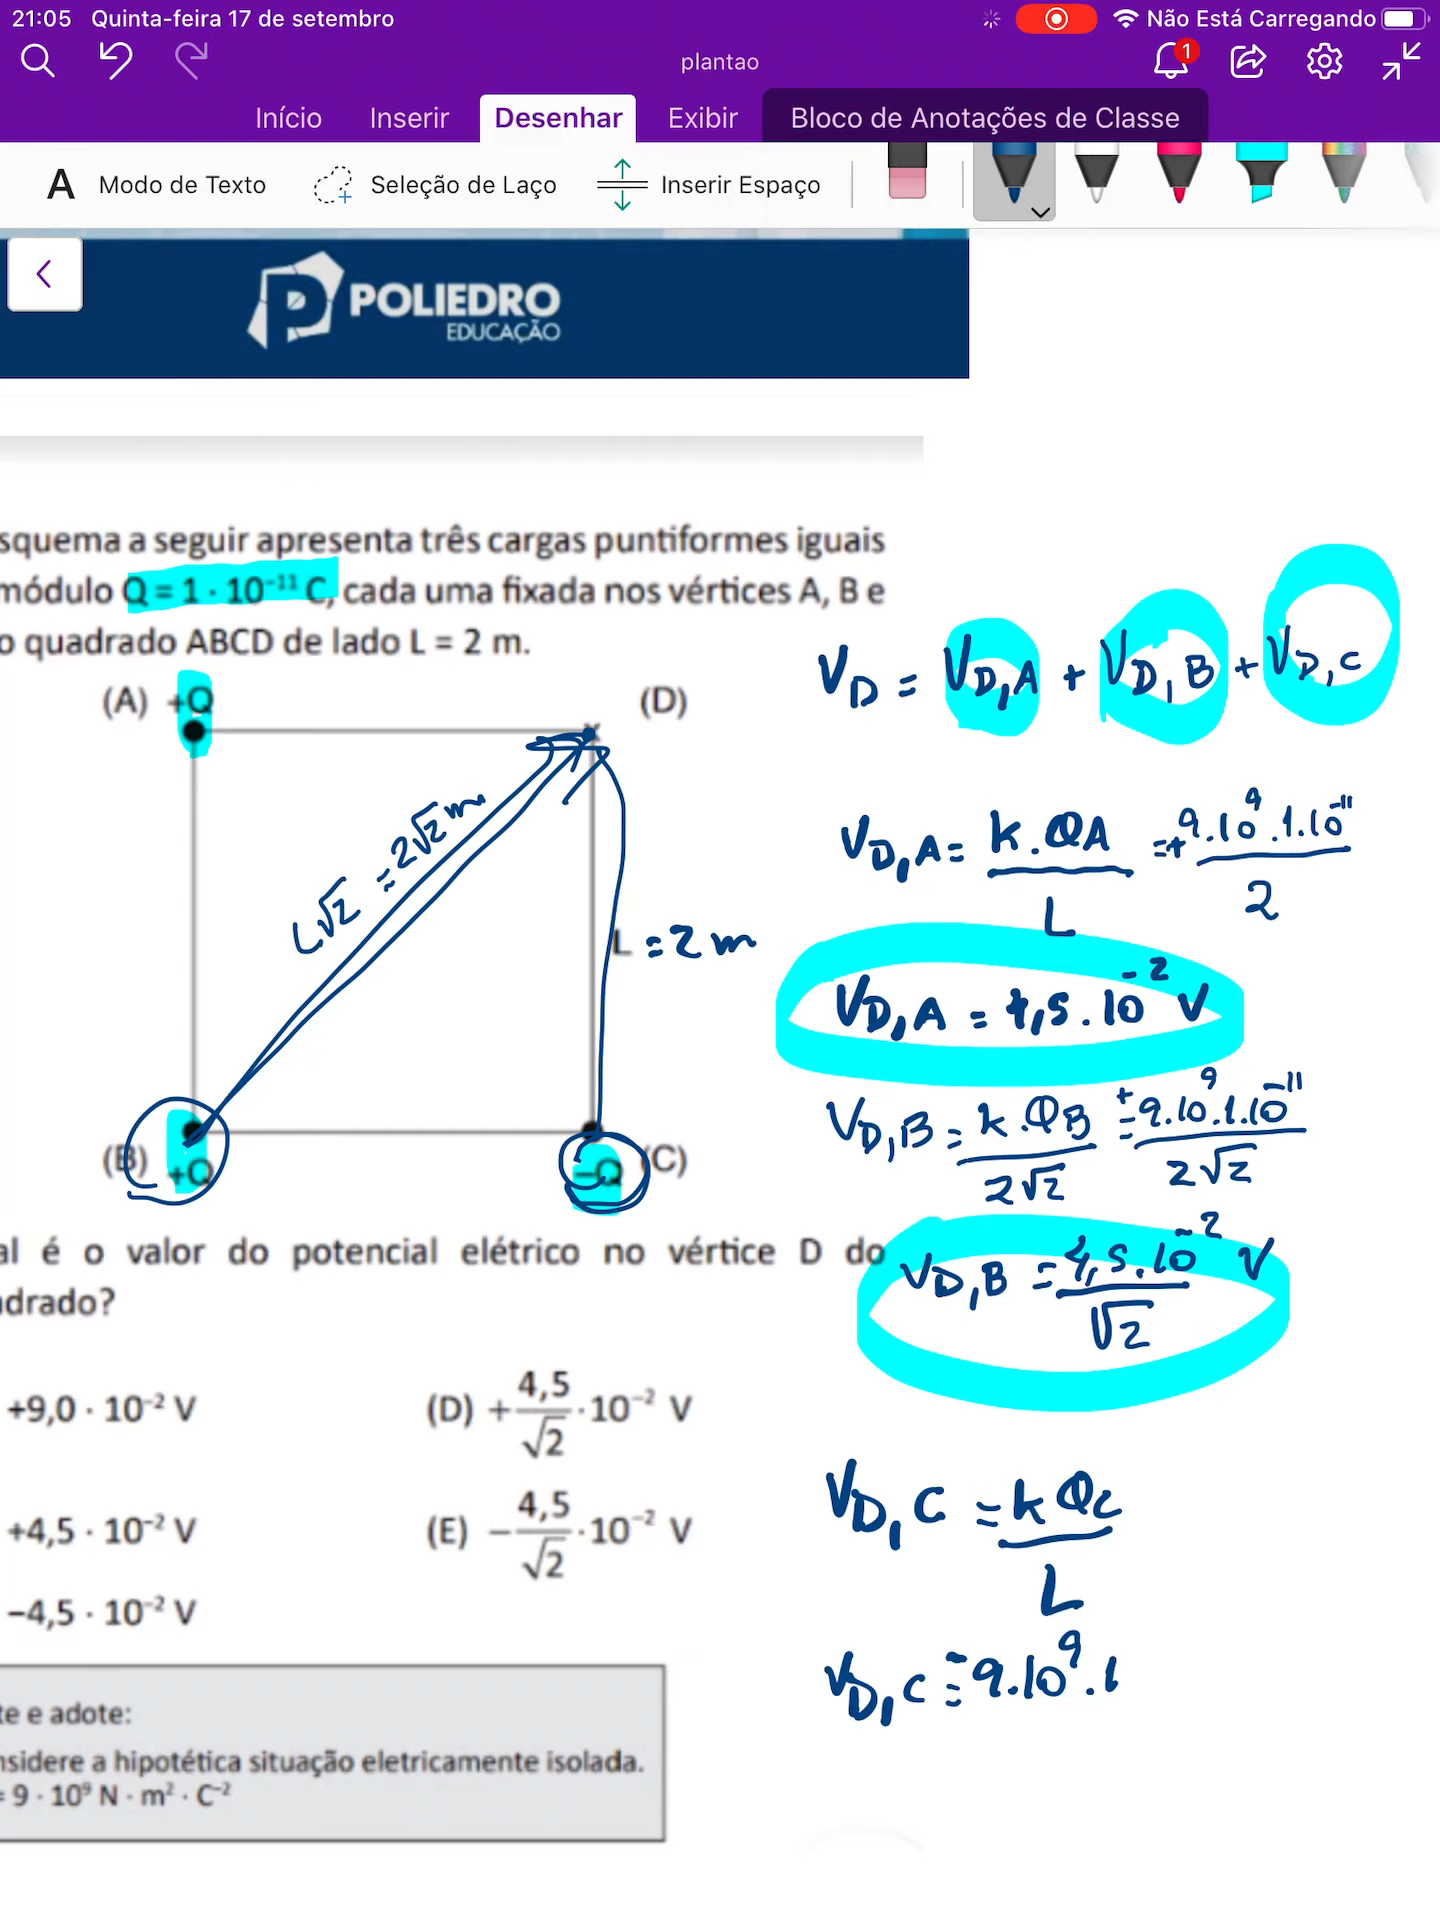 21:05 Quinta-feira 17 de setembro
Não Está Carregando
plantao
1
Início Inserir Desenhar Exibir Bloco de Anotações de Classe
A Modo de Texto Seleção de Laço Inserir Espaço
POLIEDRO
EDUCAÇÃO
squema a seguir apresenta três cargas puntiformes iguais
módulo Q = 1 · 10⁻¹¹ C, cada uma fixada nos vértices A, B e
o quadrado ABCD de lado L = 2 m.
(A) +Q (D)
L√2 = 2√2 m
L = 2 m
(B) +Q −Q (C)
al é o valor do potencial elétrico no vértice D do
drado?
+9,0 · 10⁻² V
(D) + 4,5/√2 · 10⁻² V
+4,5 · 10⁻² V
(E) − 4,5/√2 · 10⁻² V
−4,5 · 10⁻² V
te e adote:
nsidere a hipotética situação eletricamente isolada.
= 9 · 10⁹ N · m² · C⁻²
V_D = V_D,A + V_D,B + V_D,C
V_D,A = k.QA/L = +9.10⁹.1.10⁻¹¹/2
V_D,A = 4,5.10⁻² V
V_D,B = k.QB/2√2 = +9.10⁹.1.10⁻¹¹/2√2
V_D,B = 4,5.10⁻²/√2 V
V_D,C = kQc/L
V_D,C = -9.10⁹.1